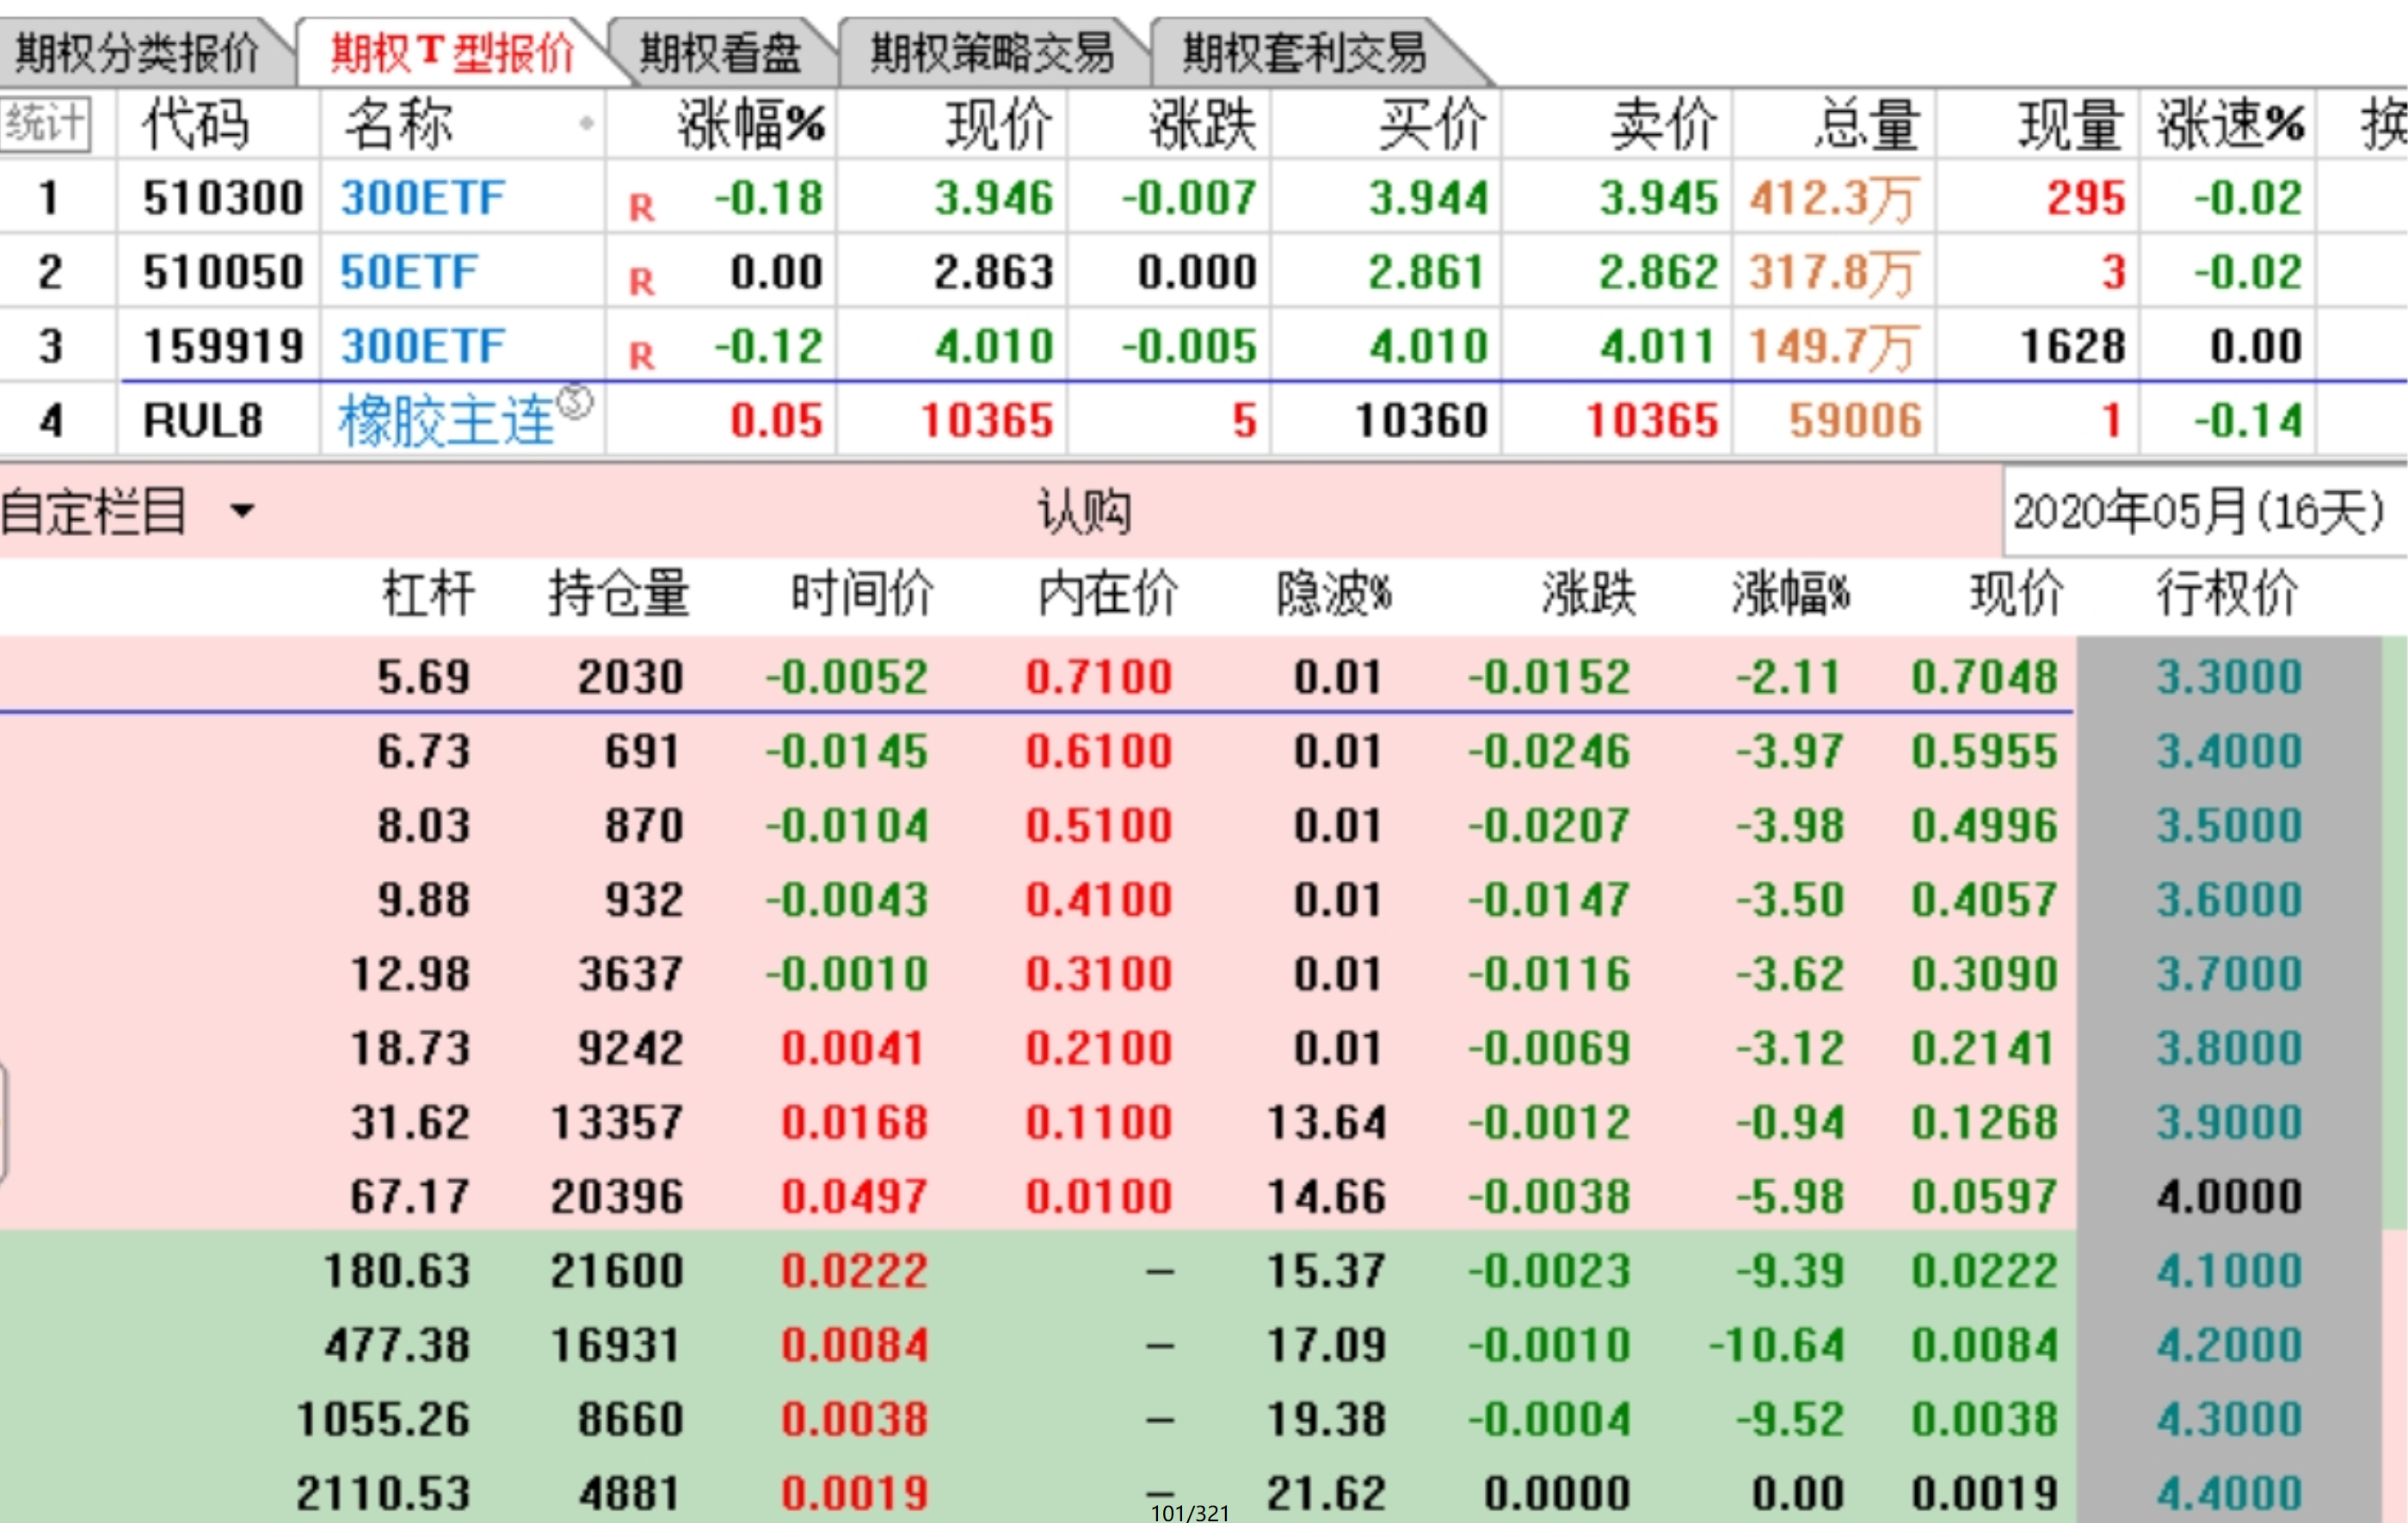 期权分类报价 期权T型报价 期权看盘 期权策略交易 期权套利交易
统计 代码 名称 涨幅% 现价 涨跌 买价 卖价 总量 现量 涨速% 换
1 510300 300ETF R -0.18 3.946 -0.007 3.944 3.945 412.3万 295 -0.02
2 510050 50ETF R 0.00 2.863 0.000 2.861 2.862 317.8万 3 -0.02
3 159919 300ETF R -0.12 4.010 -0.005 4.010 4.011 149.7万 1628 0.00
4 RUL8 橡胶主连③ 0.05 10365 5 10360 10365 59006 1 -0.14
自定栏目 认购 2020年05月(16天)
杠杆 持仓量 时间价 内在价 隐波% 涨跌 涨幅% 现价 行权价
5.69 2030 -0.0052 0.7100 0.01 -0.0152 -2.11 0.7048 3.3000
6.73 691 -0.0145 0.6100 0.01 -0.0246 -3.97 0.5955 3.4000
8.03 870 -0.0104 0.5100 0.01 -0.0207 -3.98 0.4996 3.5000
9.88 932 -0.0043 0.4100 0.01 -0.0147 -3.50 0.4057 3.6000
12.98 3637 -0.0010 0.3100 0.01 -0.0116 -3.62 0.3090 3.7000
18.73 9242 0.0041 0.2100 0.01 -0.0069 -3.12 0.2141 3.8000
31.62 13357 0.0168 0.1100 13.64 -0.0012 -0.94 0.1268 3.9000
67.17 20396 0.0497 0.0100 14.66 -0.0038 -5.98 0.0597 4.0000
180.63 21600 0.0222 — 15.37 -0.0023 -9.39 0.0222 4.1000
477.38 16931 0.0084 — 17.09 -0.0010 -10.64 0.0084 4.2000
1055.26 8660 0.0038 — 19.38 -0.0004 -9.52 0.0038 4.3000
2110.53 4881 0.0019 — 21.62 0.0000 0.00 0.0019 4.4000
101/321